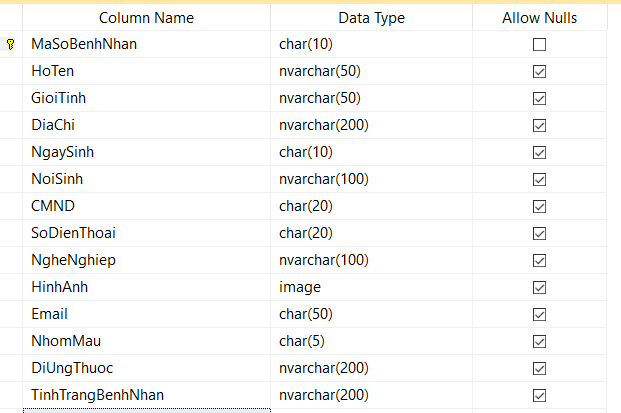 Column Name Data Type Allow Nulls
MaSoBenhNhan char(10)
HoTen nvarchar(50)
GioiTinh nvarchar(50)
DiaChi nvarchar(200)
NgaySinh char(10)
NoiSinh nvarchar(100)
CMND char(20)
SoDienThoai char(20)
NgheNghiep nvarchar(100)
HinhAnh image
Email char(50)
NhomMau char(5)
DiUngThuoc nvarchar(200)
TinhTrangBenhNhan nvarchar(200)